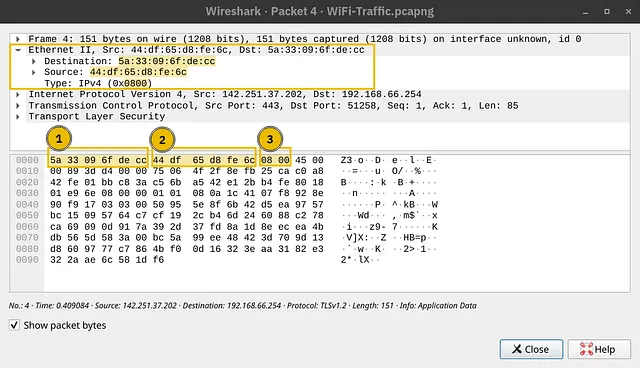 Wireshark · Packet 4 · WiFi-Traffic.pcapng
Frame 4: 151 bytes on wire (1208 bits), 151 bytes captured (1208 bits) on interface unknown, id 0
Ethernet II, Src: 44:df:65:d8:fe:6c, Dst: 5a:33:09:6f:de:cc
Destination: 5a:33:09:6f:de:cc
Source: 44:df:65:d8:fe:6c
Type: IPv4 (0x0800)
Internet Protocol Version 4, Src: 142.251.37.202, Dst: 192.168.66.254
Transmission Control Protocol, Src Port: 443, Dst Port: 51258, Seq: 1, Ack: 1, Len: 85
Transport Layer Security
1 2 3
0000 5a 33 09 6f de cc 44 df 65 d8 fe 6c 08 00 45 00 Z3·o··D·e··l··E·
0010 00 89 3d d4 00 00 75 06 4f 2f 8e fb 25 ca c0 a8 ··=···u·O/··%···
0020 42 fe 01 bb c8 3a c5 6b a5 42 e1 2b b4 fe 80 18 B····:·k·B·+····
0030 01 e9 6e 08 00 00 01 01 08 0a 1c 41 07 f8 92 8e ··n········A····
0040 90 f9 17 03 03 00 50 95 5e 8f 6b 42 d5 ea 97 57 ······P·^·kB···W
0050 bc 15 09 57 64 c7 cf 19 2c b4 6d 24 60 88 c2 78 ···Wd···,·m$`··x
0060 ca 69 09 0d 91 7a 39 2d 37 fd 8a 1d 8e ec ea 4b ·i···z9-7······K
0070 db 56 5d 58 3a 00 bc 5a 99 ee 48 42 3d 70 9d 13 ·V]X:··Z··HB=p··
0080 d8 60 97 77 c7 86 4b f0 0d 16 32 3e aa 31 82 e3 ·`·w··K···2>·1··
0090 32 2a ae 6c 58 1d f6 2*·lX··
No.: 4 · Time: 0.409084 · Source: 142.251.37.202 · Destination: 192.168.66.254 · Protocol: TLSv1.2 · Length: 151 · Info: Application Data
Show packet bytes
Close Help